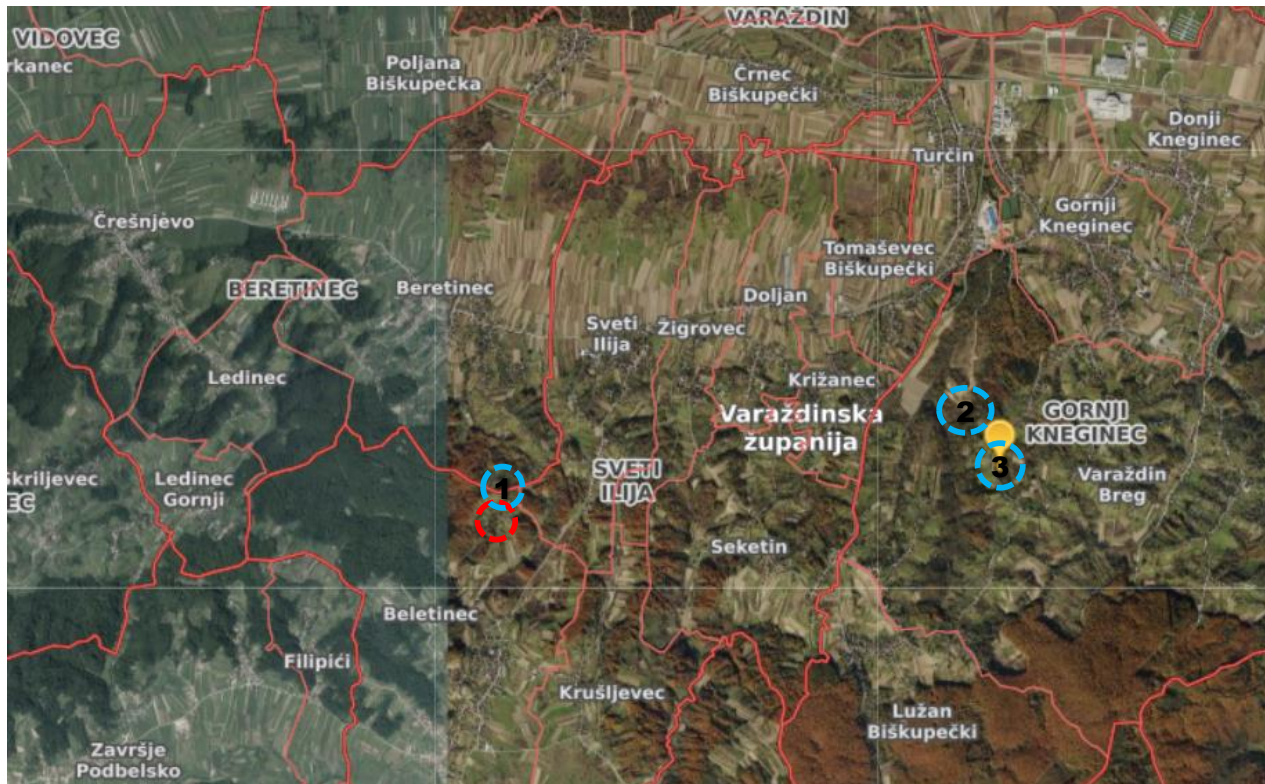 VARAŽDIN
VIDOVEC
rkanec
Poljana
Biškupečka
Črnec
Biškupečki
Donji
Kneginec
Turčin
Gornji
Kneginec
Črešnjevo
Tomaševec
Biškupečki
BERETINEC
Beretinec
Doljan
Sveti
Ilija
Žigrovec
Ledinec
Križanec
Varaždinska
županija
2
GORNJI
KNEGINEC
3
SVETI
ILIJA
Skriljevec
EC
Ledinec
Gornji
1
Varaždin
Breg
Seketin
Beletinec
Filipići
Krušljevec
Lužan
Biškupečki
Završje
Podbelsko